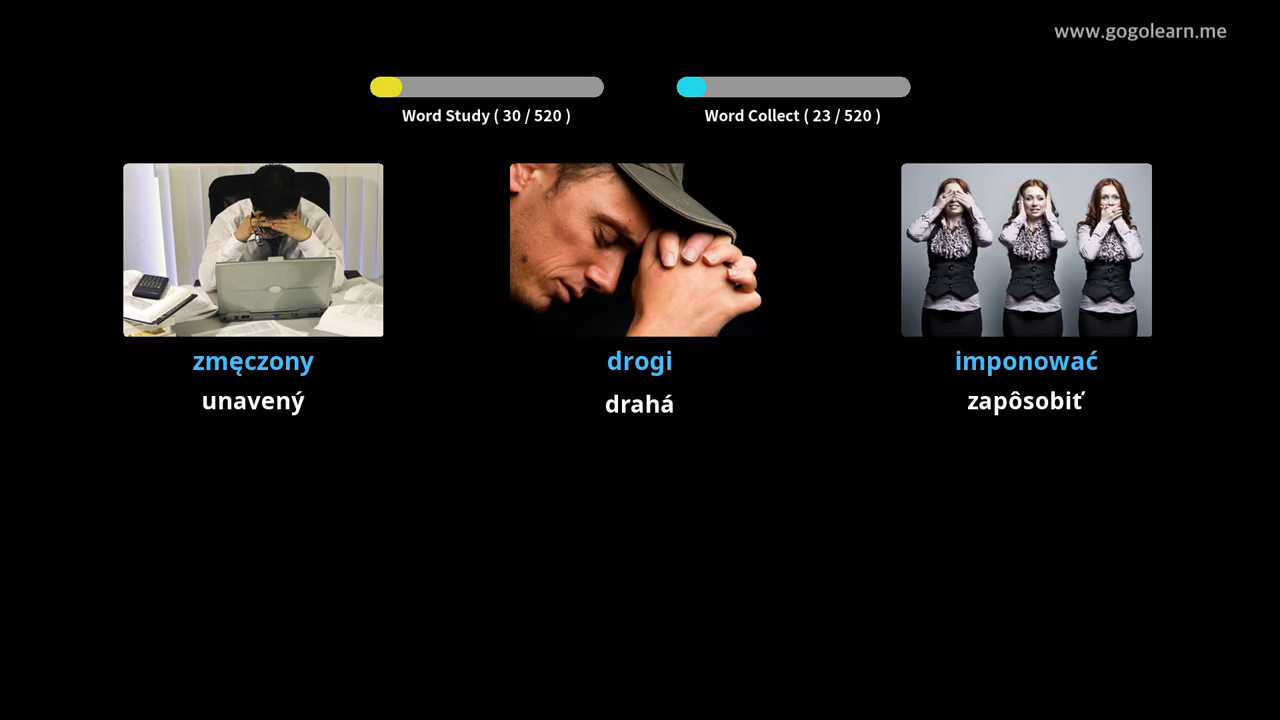 www.gogolearn.me
Word Study ( 30 / 520 )
Word Collect ( 23 / 520 )
zmęczony
drogi
imponować
unavený
drahá
zapôsobiť